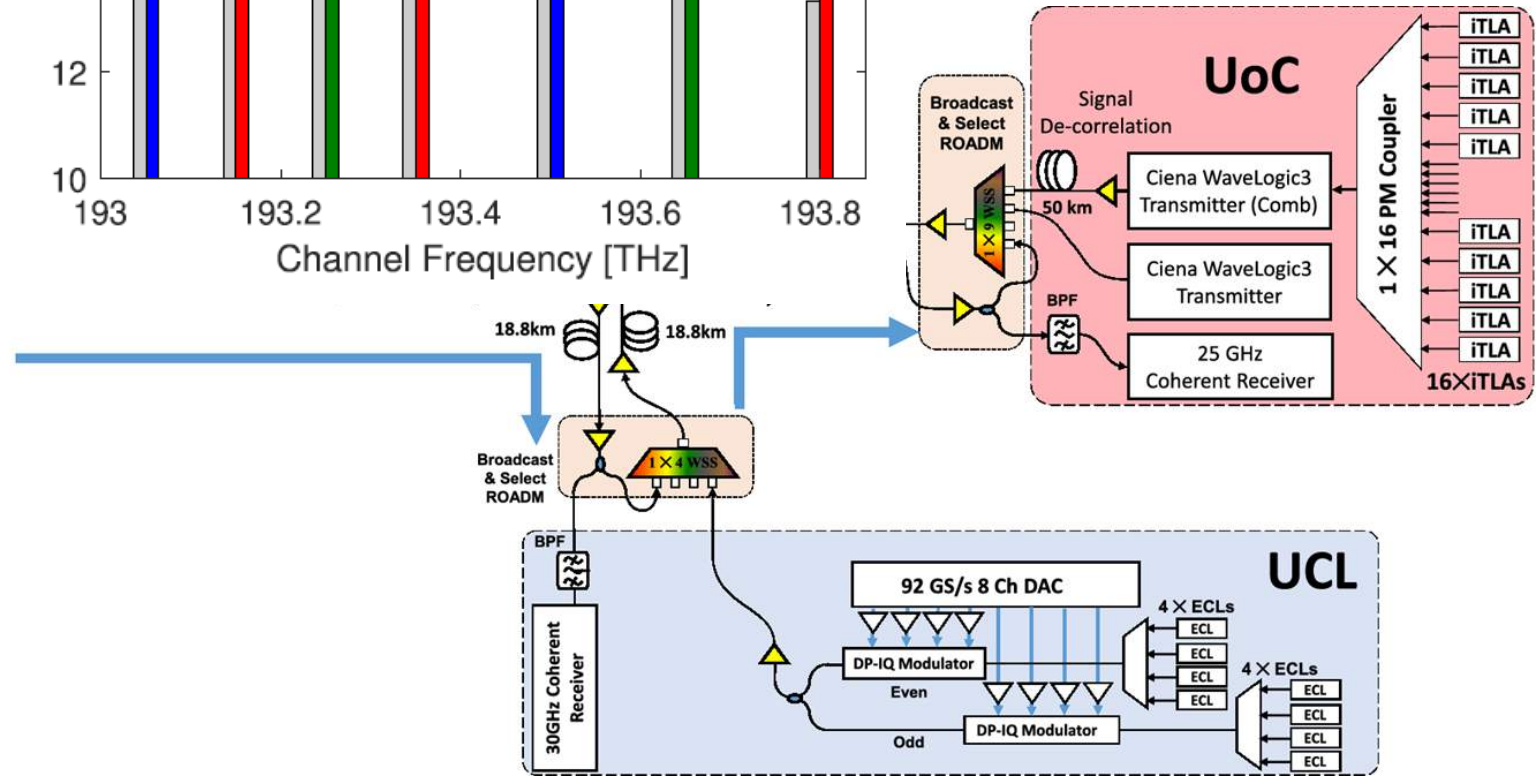 12
10
193
193.2
193.4
193.6
193.8
Channel Frequency [THz]
Broadcast
& Select
ROADM
1×9 WSS
UoC
Signal
De-correlation
50 km
Ciena WaveLogic3
Transmitter (Comb)
Ciena WaveLogic3
Transmitter
BPF
25 GHz
Coherent Receiver
1×16 PM Coupler
iTLA
iTLA
iTLA
iTLA
iTLA
iTLA
iTLA
iTLA
iTLA
iTLA
16×iTLAs
18.8km
18.8km
Broadcast
& Select
ROADM
1×4 WSS
UCL
BPF
30GHz Coherent
Receiver
92 GS/s 8 Ch DAC
DP-IQ Modulator
Even
DP-IQ Modulator
Odd
4×ECLs
ECL
ECL
ECL
ECL
4×ECLs
ECL
ECL
ECL
ECL